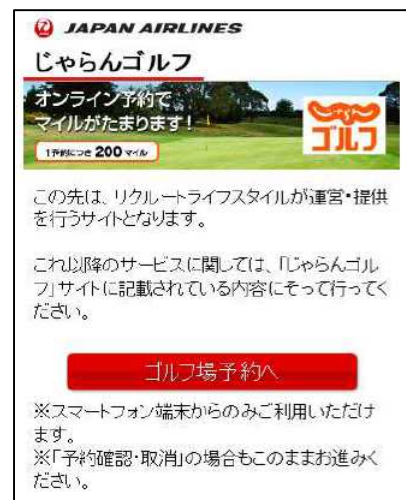 JAPAN AIRLINES
じゃらんゴルフ
オンライン予約で
マイルがたまります!
1予約につき 200 マイル
じゃらん
ゴルフ
この先は、リクルートライフスタイルが運営・提供
を行うサイトとなります。
これ以降のサービスに関しては、「じゃらんゴル
フ」サイトに記載されている内容にそって行ってく
ださい。
ゴルフ場予約へ
※スマートフォン端末からのみご利用いただけ
ます。
※「予約確認・取消」の場合もこのままお進みく
ださい。